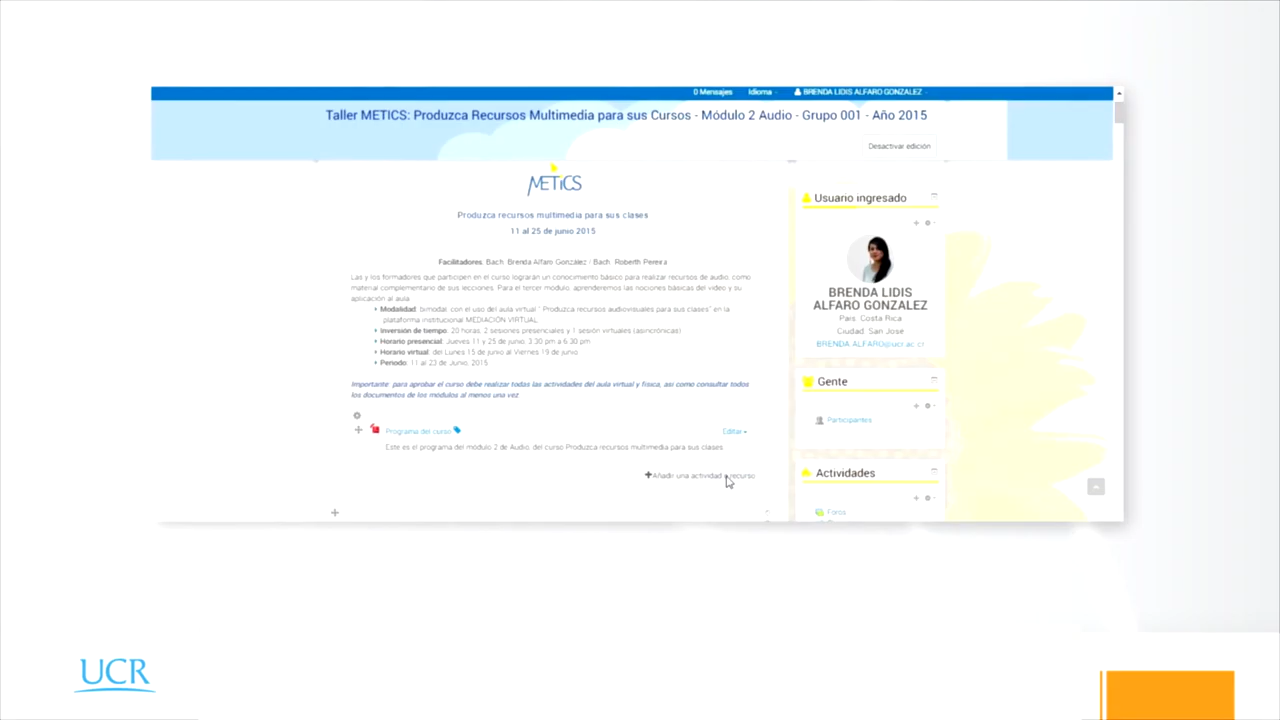 0 Mensajes Idioma BRENDA LIDIS ALFARO GONZALEZ
Taller METICS: Produzca Recursos Multimedia para sus Cursos - Módulo 2 Audio - Grupo 001 - Año 2015
Desactivar edición
METICS
Produzca recursos multimedia para sus clases
11 al 25 de junio 2015
Facilitadores: Bach. Brenda Alfaro González / Bach. Roberth Pereira
Las y los formadores que participen en el curso lograrán un conocimiento básico para realizar recursos de audio, como
material complementario de sus lecciones. Para el tercer módulo, aprenderemos las nociones básicas del video y su
aplicación al aula.
Modalidad: bimodal, con el uso del aula virtual " Produzca recursos audiovisuales para sus clases" en la
plataforma institucional MEDIACIÓN VIRTUAL.
Inversión de tiempo: 20 horas, 2 sesiones presenciales y 1 sesión virtuales (asincrónicas)
Horario presencial: Jueves 11 y 25 de junio, 3:30 pm a 6:30 pm
Horario virtual: del Lunes 15 de junio al Viernes 19 de junio.
Periodo: 11 al 23 de Junio, 2015
Importante: para aprobar el curso debe realizar todas las actividades del aula virtual y física, así como consultar todos
los documentos de los módulos al menos una vez
Programa del curso
Editar
Este es el programa del módulo 2 de Audio, del curso Produzca recursos multimedia para sus clases
Añadir una actividad o recurso
Usuario ingresado
BRENDA LIDIS
ALFARO GONZALEZ
País: Costa Rica
Ciudad: San Jose
BRENDA.ALFARO@ucr.ac.cr
Gente
Participantes
Actividades
Foros
UCR